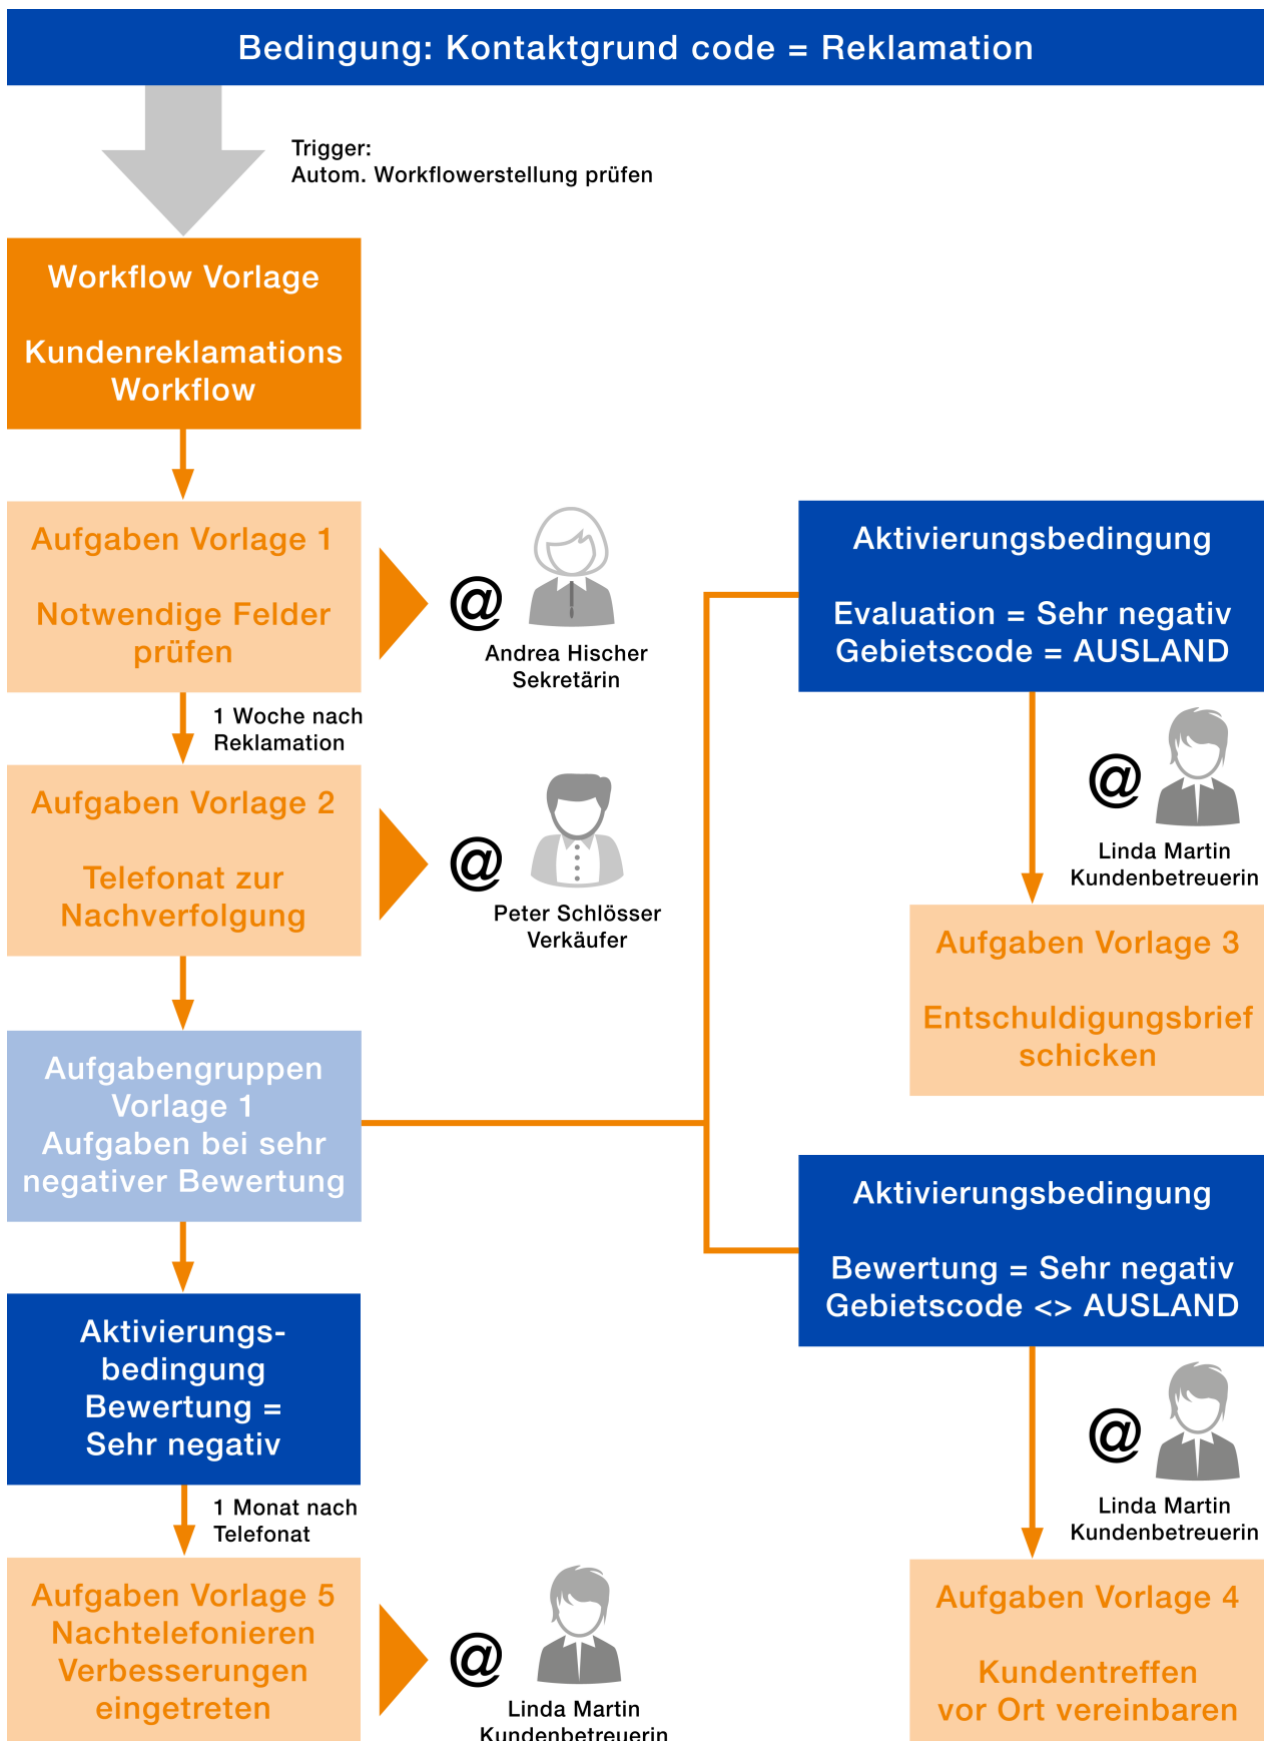 Bedingung: Kontaktgrund code = Reklamation
Trigger:
Autom. Workflowerstellung prüfen
Workflow Vorlage
Kundenreklamations
Workflow
Aufgaben Vorlage 1
Notwendige Felder
prüfen
@
Andrea Hischer
Sekretärin
1 Woche nach
Reklamation
Aufgaben Vorlage 2
Telefonat zur
Nachverfolgung
@
Peter Schlösser
Verkäufer
Aufgabengruppen
Vorlage 1
Aufgaben bei sehr
negativer Bewertung
Aktivierungsbedingung
Evaluation = Sehr negativ
Gebietscode = AUSLAND
@
Linda Martin
Kundenbetreuerin
Aufgaben Vorlage 3
Entschuldigungsbrief
schicken
Aktivierungsbedingung
Bewertung = Sehr negativ
Gebietscode <> AUSLAND
@
Linda Martin
Kundenbetreuerin
Aufgaben Vorlage 4
Kundentreffen
vor Ort vereinbaren
Aktivierungs-
bedingung
Bewertung =
Sehr negativ
1 Monat nach
Telefonat
Aufgaben Vorlage 5
Nachtelefonieren
Verbesserungen
eingetreten
@
Linda Martin
Kundenbetreuerin